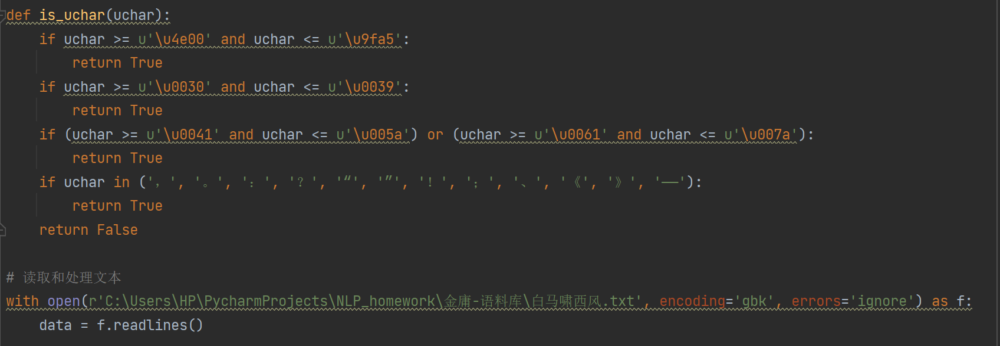 def is_uchar(uchar):
    if uchar >= u'\u4e00' and uchar <= u'\u9fa5':
        return True
    if uchar >= u'\u0030' and uchar <= u'\u0039':
        return True
    if (uchar >= u'\u0041' and uchar <= u'\u005a') or (uchar >= u'\u0061' and uchar <= u'\u007a'):
        return True
    if uchar in ('，', '。', '：', '？', '“', '”', '！', '；', '、', '《', '》', '——'):
        return True
    return False
# 读取和处理文本
with open(r'C:\Users\HP\PycharmProjects\NLP_homework\金庸-语料库\白马啸西风.txt', encoding='gbk', errors='ignore') as f:
    data = f.readlines()